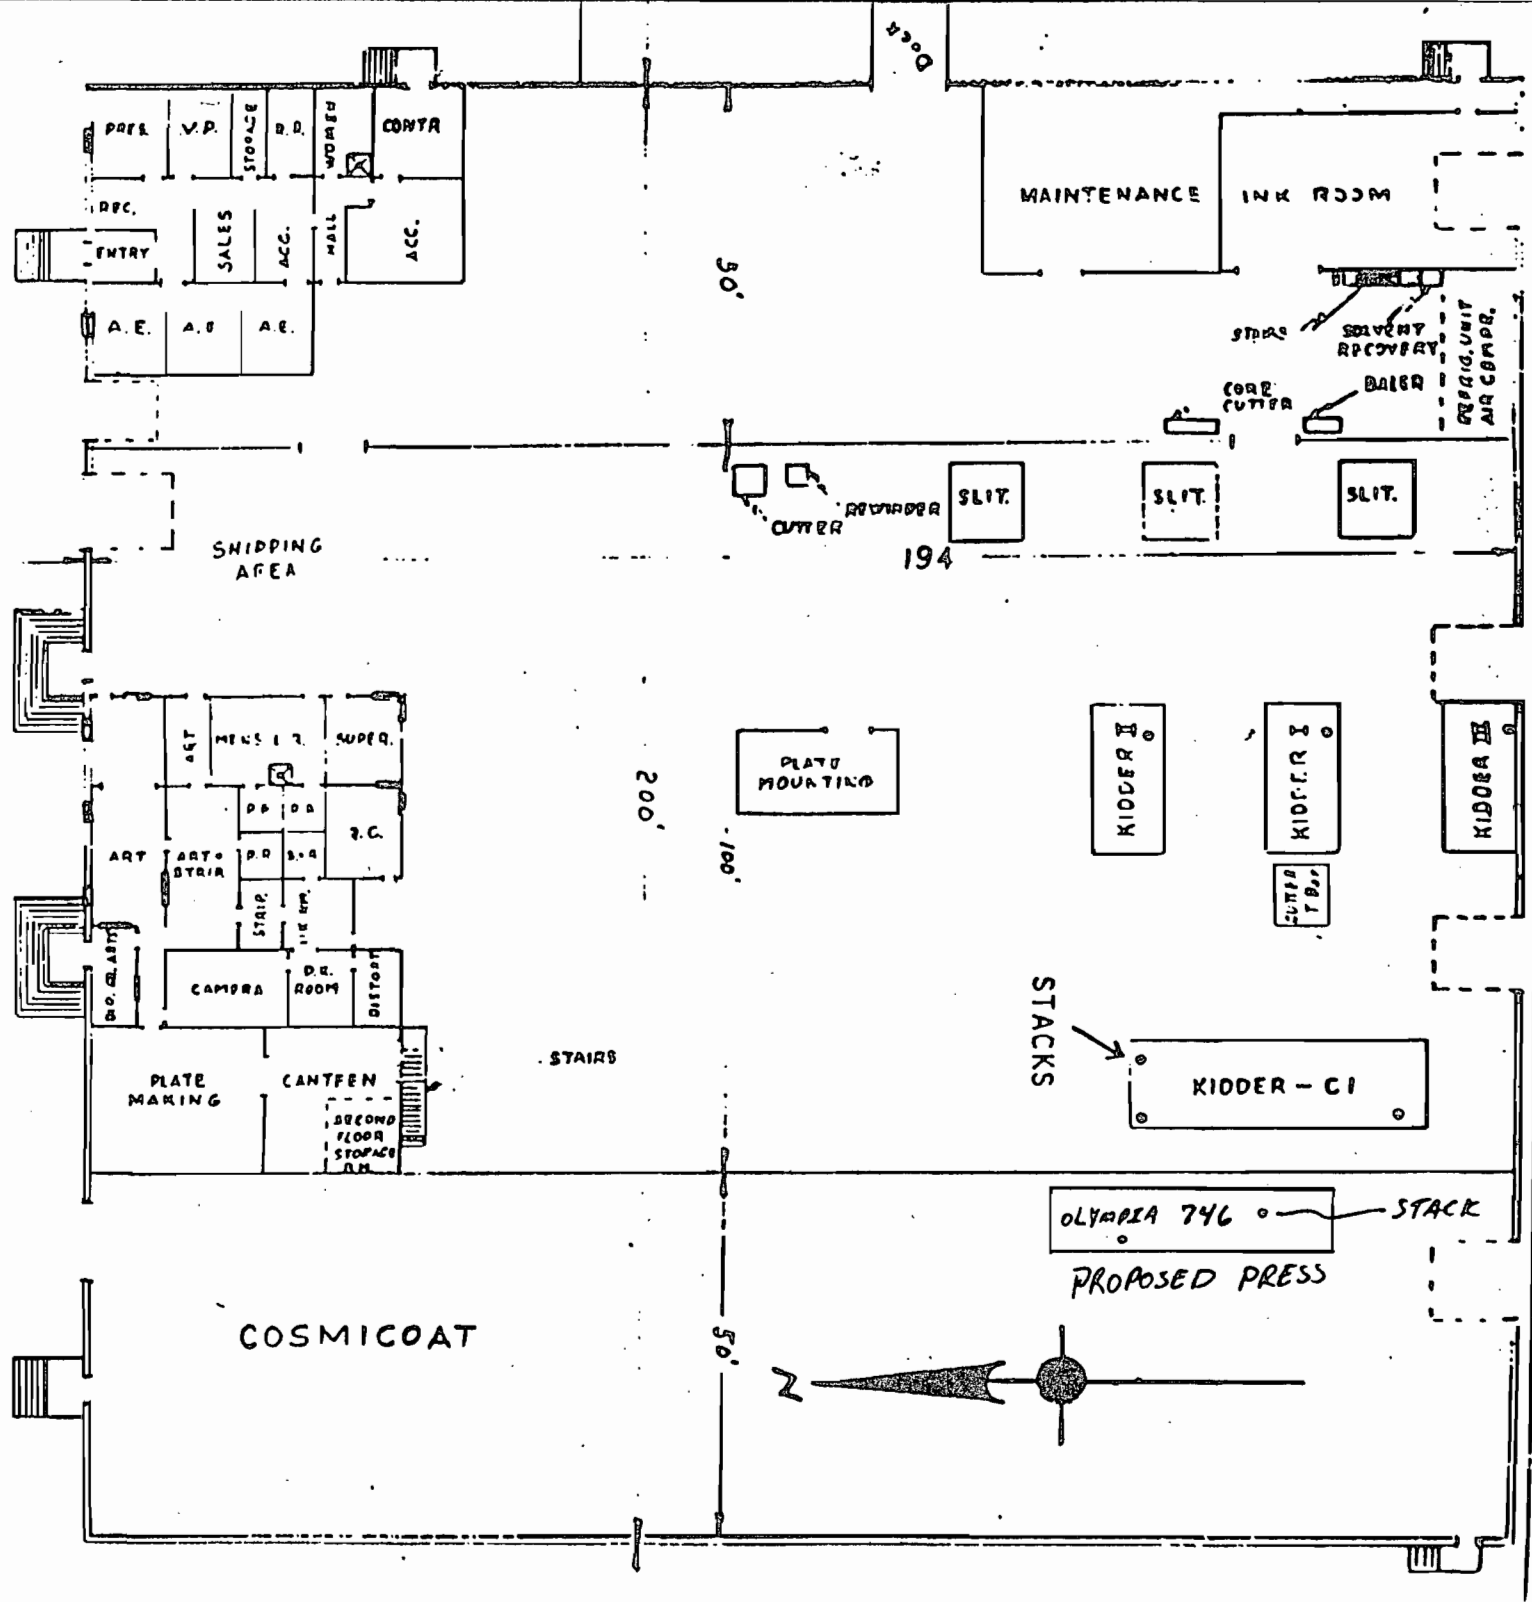 DOCK
PRES.
V.P.
STORAGE
WOMEN
CONTR
MAINTENANCE
INK ROOM
REC.
ENTRY
SALES
ACC.
HALL
ACC.
50'
A.E.
A.E.
A.E.
STAIRS
SOLVENT
RECOVERY
REFRIG. UNIT
AIR COMPR.
CORE
CUTTER
BALER
CUTTER
REWINDER
SLIT.
SLIT.
SLIT.
SHIPPING
AREA
194
ART
MENS L.R.
SUPER.
200'
PLATE
MOUNTING
KIDDER II
KIDDER I
KIDDER III
ART
ART &
STRIP
D.R.
D.R.
D.R.
D.R.
Q.C.
100'
STRIP.
CAMERA
D.R.
ROOM
DISTORT
STACKS
KIDDER - CI
STAIRS
PLATE
MAKING
CANTEEN
SECOND
FLOOR
STORAGE
RM.
OLYMPIA 746
STACK
PROPOSED PRESS
COSMICOAT
50'
N